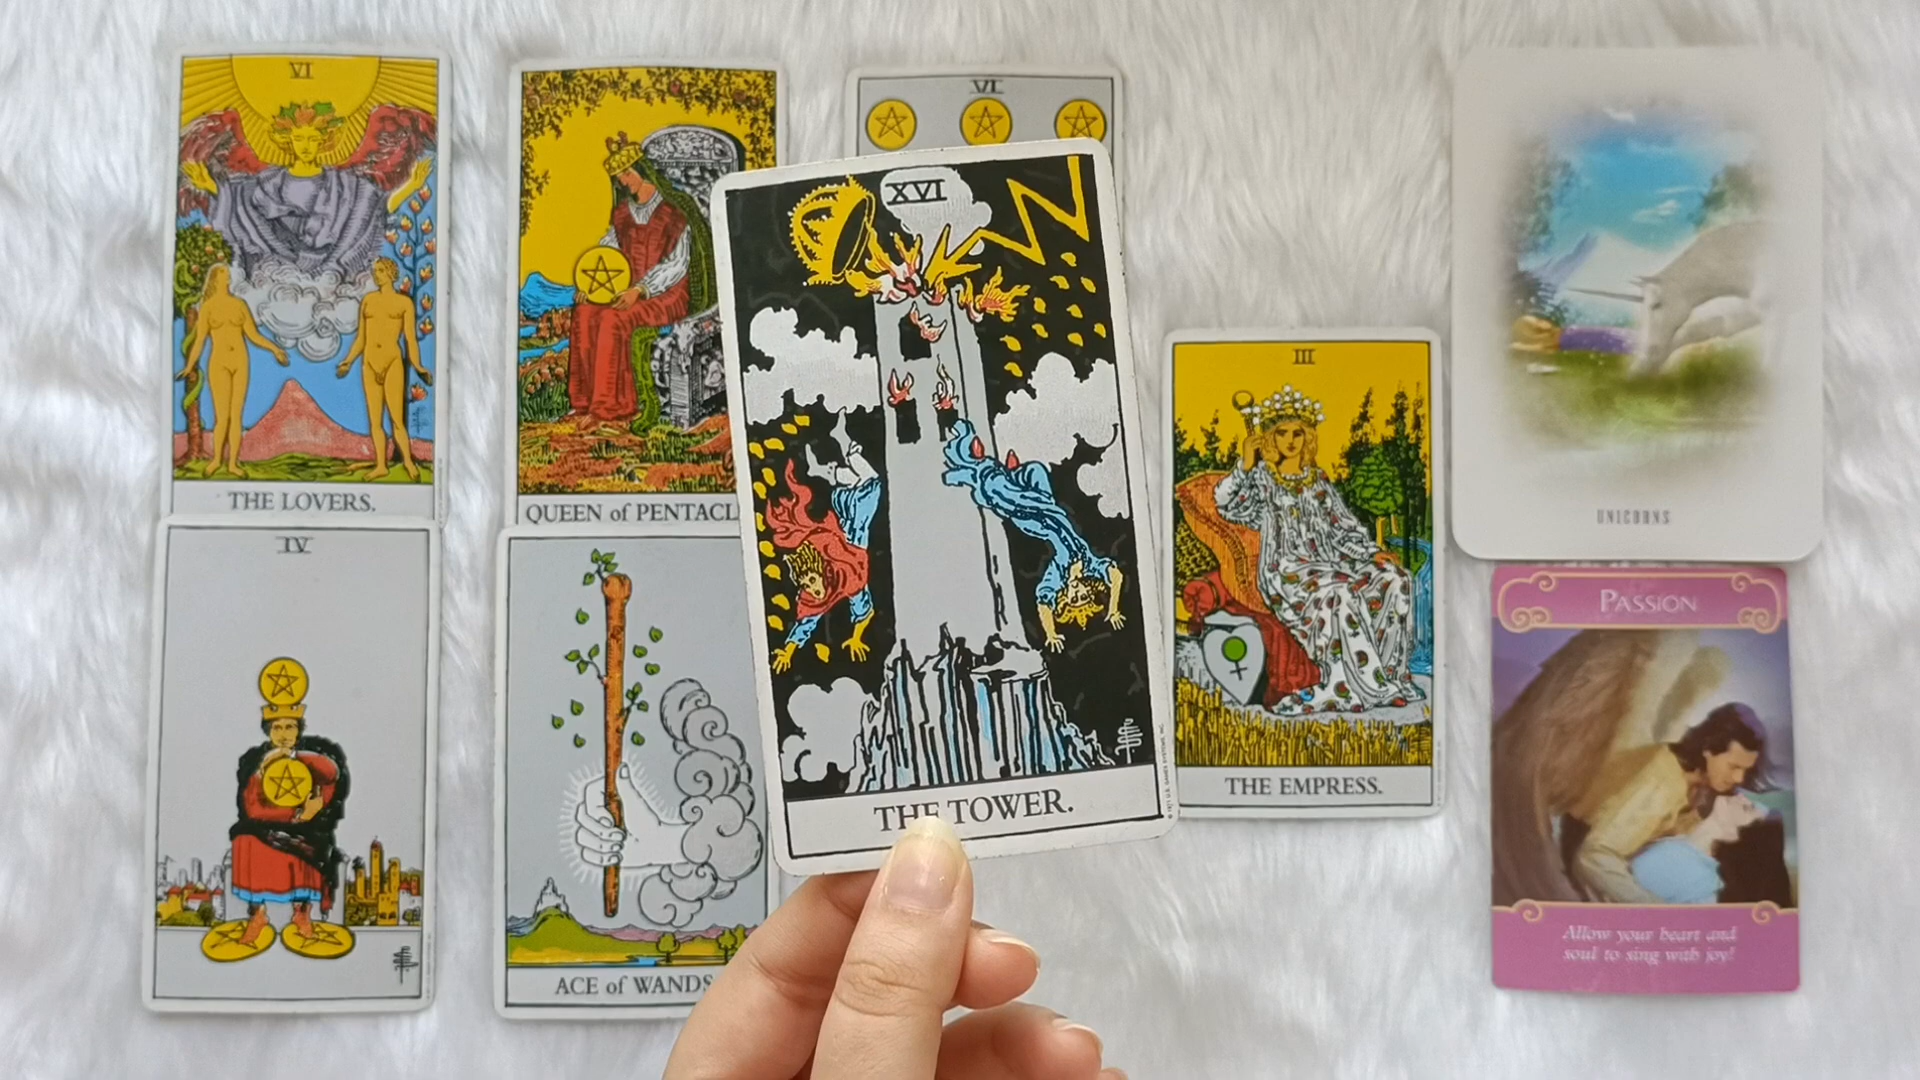 VI
THE LOVERS.
QUEEN of PENTACL
VI
XVI
THE TOWER.
III
THE EMPRESS.
IV
ACE of WANDS
UNICORNS
PASSION
Allow your heart and
soul to sing with joy!